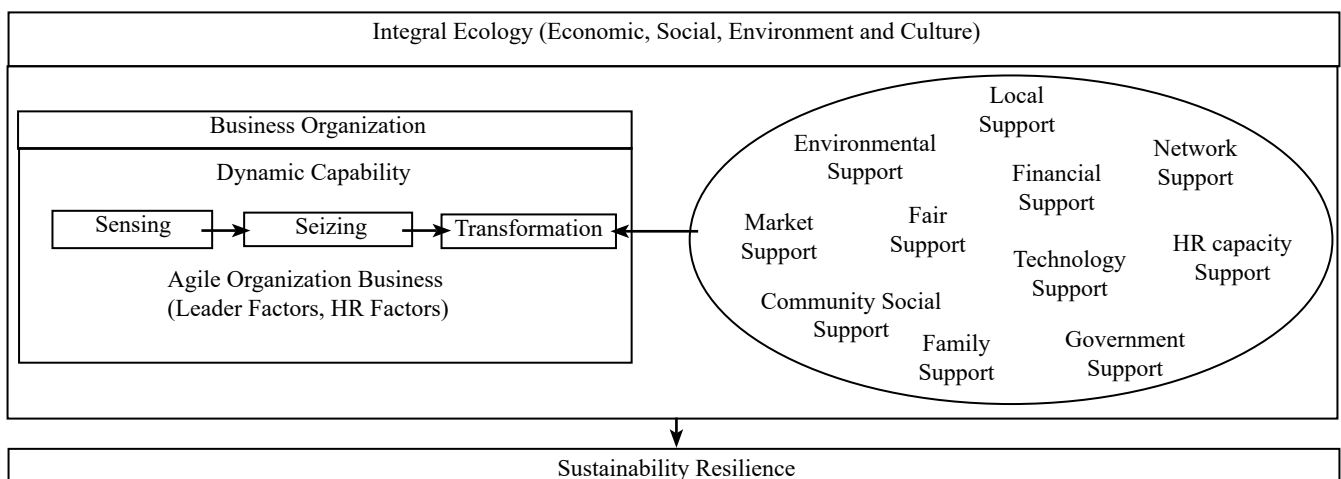 Integral Ecology (Economic, Social, Environment and Culture)
Business Organization
Dynamic Capability
Sensing
Seizing
Transformation
Agile Organization Business
(Leader Factors, HR Factors)
Local
Support
Environmental
Support
Network
Support
Financial
Support
Market
Support
Fair
Support
HR capacity
Support
Technology
Support
Community Social
Support
Family
Support
Government
Support
Sustainability Resilience